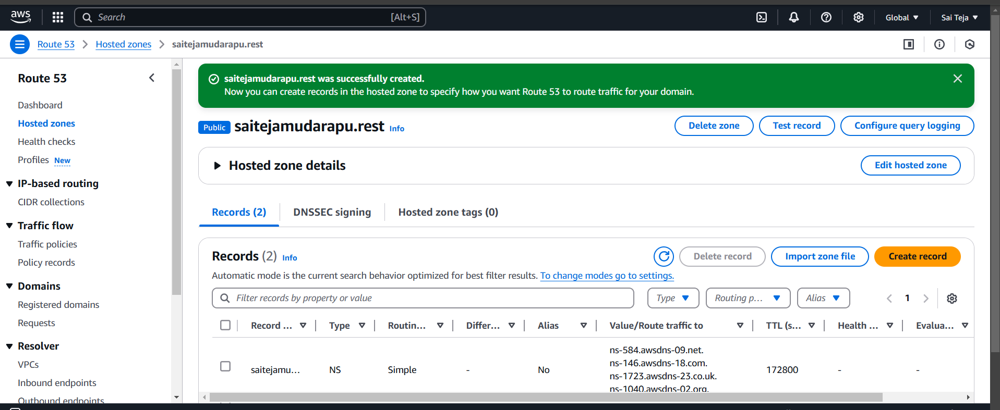 aws
Search [Alt+S]
Global
Sai Teja
Route 53 Hosted zones saitejamudarapu.rest
Route 53
Dashboard
Hosted zones
Health checks
Profiles New
IP-based routing
CIDR collections
Traffic flow
Traffic policies
Policy records
Domains
Registered domains
Requests
Resolver
VPCs
Inbound endpoints
Outbound endpoints
saitejamudarapu.rest was successfully created.
Now you can create records in the hosted zone to specify how you want Route 53 to route traffic for your domain.
Public saitejamudarapu.rest Info
Delete zone Test record Configure query logging
Hosted zone details Edit hosted zone
Records (2) DNSSEC signing Hosted zone tags (0)
Records (2) Info
Delete record Import zone file Create record
Automatic mode is the current search behavior optimized for best filter results. To change modes go to settings.
Filter records by property or value Type Routing p... Alias 1
Record ... Type Routin... Differ... Alias Value/Route traffic to TTL (s... Health ... Evalua...
ns-584.awsdns-09.net.
ns-146.awsdns-18.com.
saitejamu... NS Simple - No 172800 - -
ns-1723.awsdns-23.co.uk.
ns-1040.awsdns-02.org.